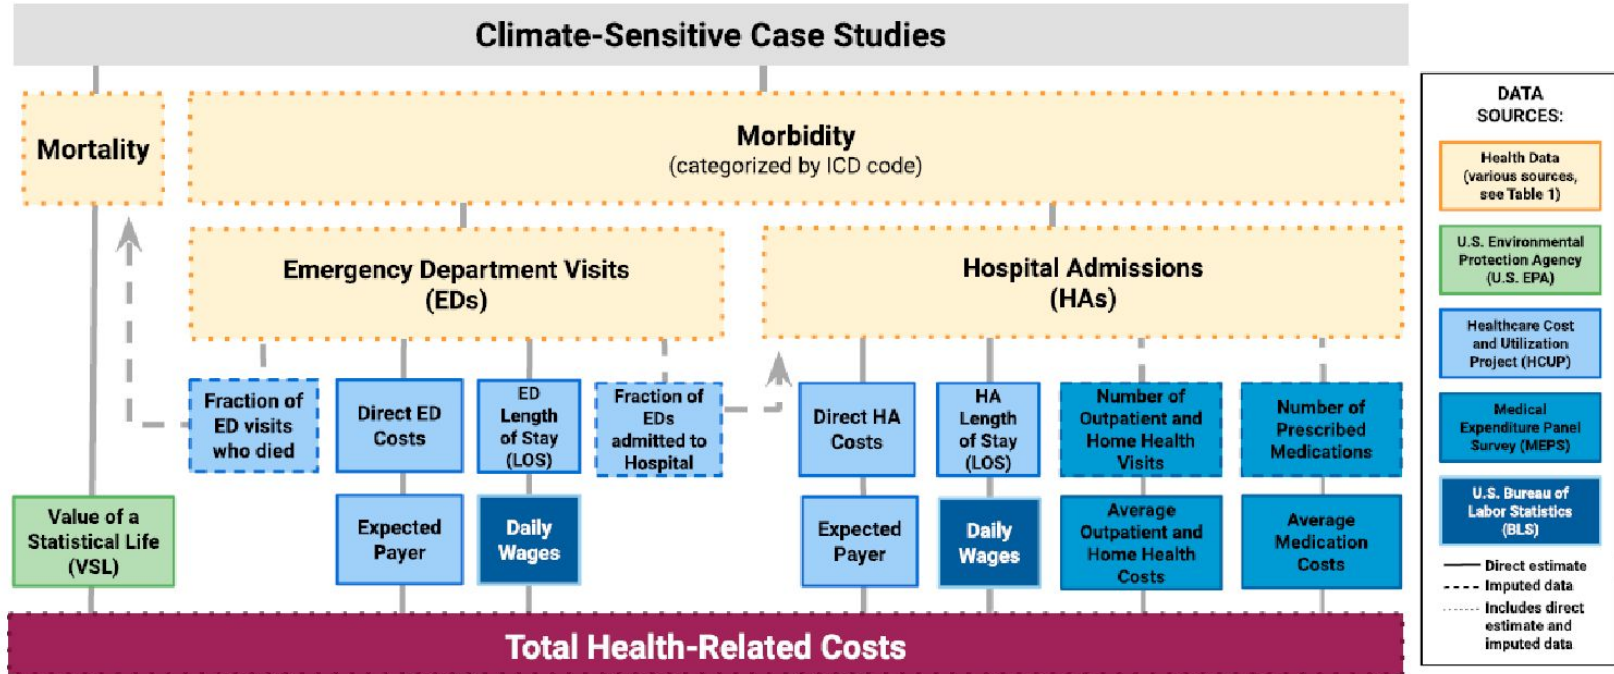 Climate-Sensitive Case Studies
Mortality
Morbidity
(categorized by ICD code)
Emergency Department Visits
(EDs)
Hospital Admissions
(HAs)
Fraction of
ED visits
who died
Direct ED
Costs
ED
Length
of Stay
(LOS)
Fraction of
EDs
admitted to
Hospital
Direct HA
Costs
HA
Length
of Stay
(LOS)
Number of
Outpatient and
Home Health
Visits
Number of
Prescribed
Medications
Value of a
Statistical Life
(VSL)
Expected
Payer
Daily
Wages
Expected
Payer
Daily
Wages
Average
Outpatient and
Home Health
Costs
Average
Medication
Costs
Total Health-Related Costs
DATA
SOURCES:
Health Data
(various sources,
see Table 1)
U.S. Environmental
Protection Agency
(U.S. EPA)
Healthcare Cost
and Utilization
Project (HCUP)
Medical
Expenditure Panel
Survey (MEPS)
U.S. Bureau of
Labor Statistics
(BLS)
Direct estimate
Imputed data
Includes direct
estimate and
imputed data